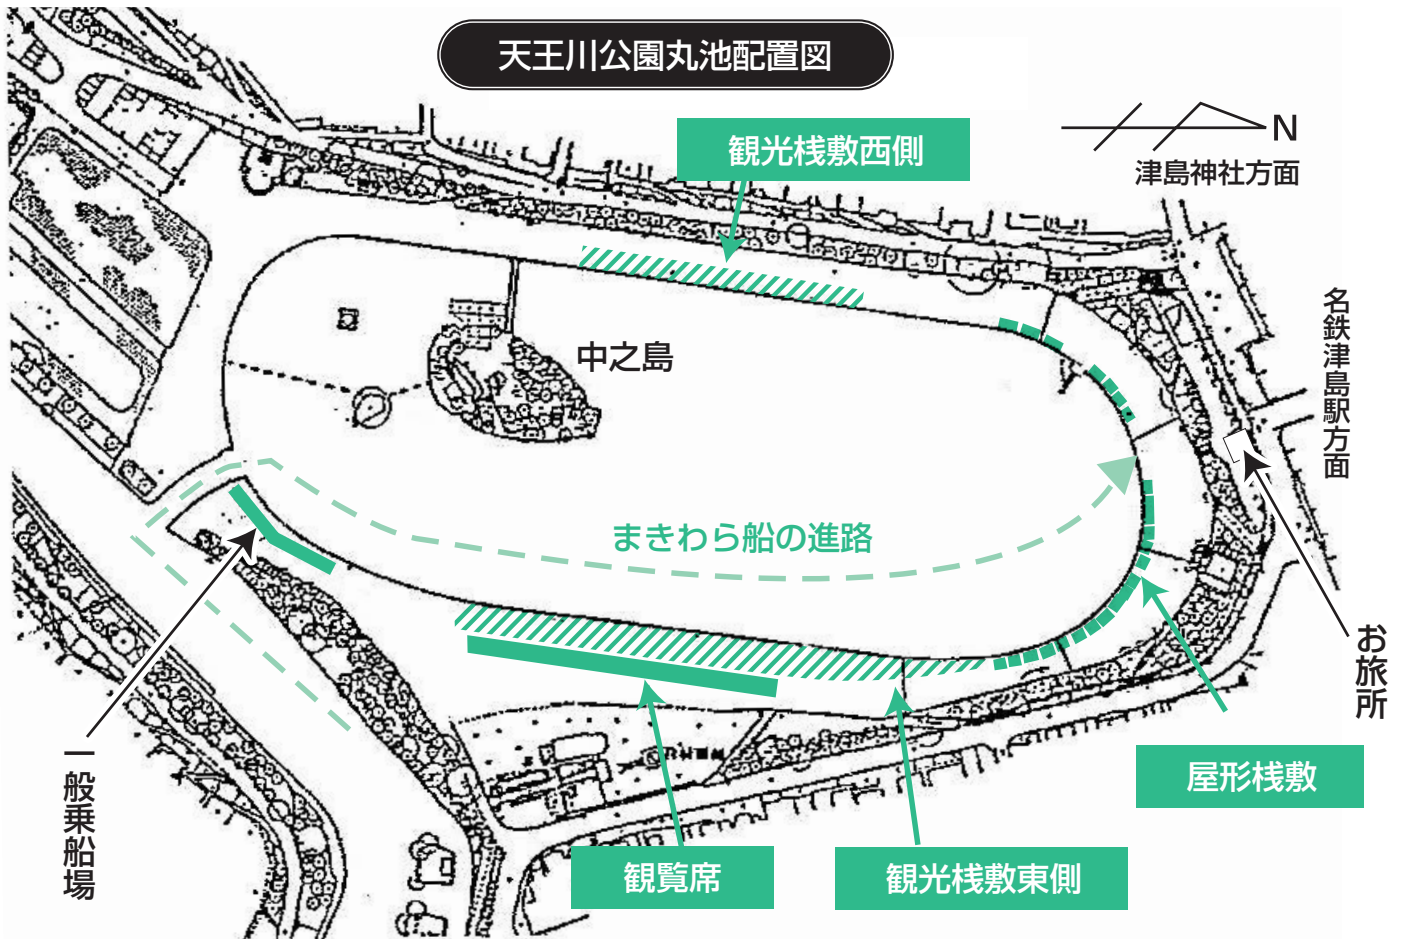 天王川公園丸池配置図
観光桟敷西側
N
津島神社方面
名鉄津島駅方面
中之島
まきわら船の進路
お旅所
一般乗船場
屋形桟敷
観覧席
観光桟敷東側